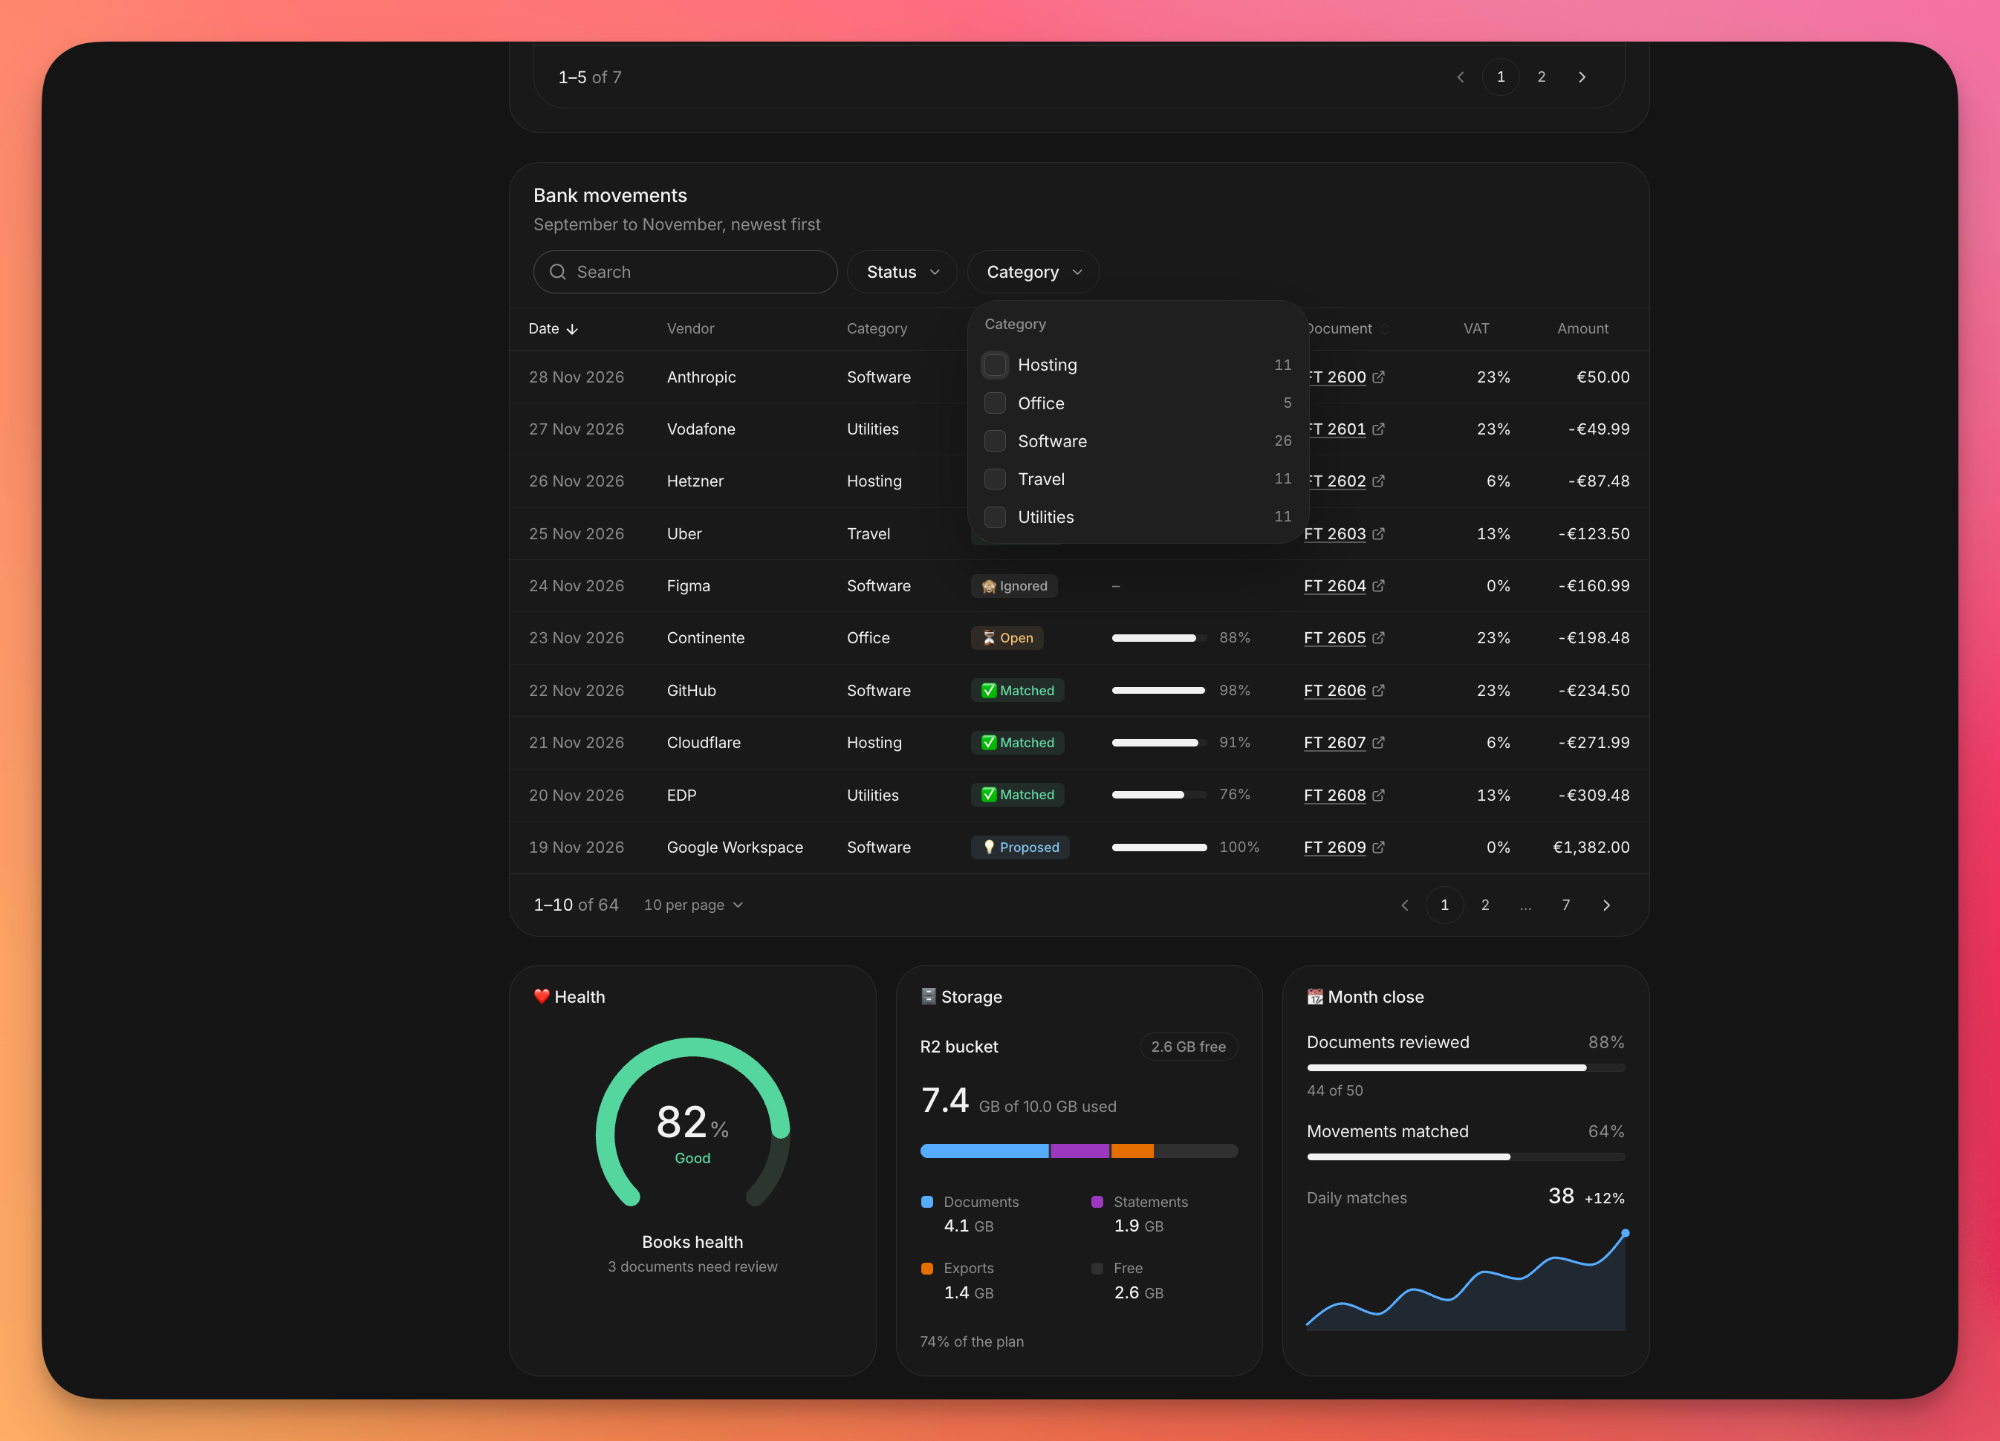 1–5 of 7
1 2
Bank movements
September to November, newest first
Search Status Category
Date Vendor Category Document VAT Amount
Category
Hosting 11
Office 5
Software 26
Travel 11
Utilities 11
28 Nov 2026 Anthropic Software FT 2600 23% €50.00
27 Nov 2026 Vodafone Utilities FT 2601 23% -€49.99
26 Nov 2026 Hetzner Hosting FT 2602 6% -€87.48
25 Nov 2026 Uber Travel FT 2603 13% -€123.50
24 Nov 2026 Figma Software Ignored – FT 2604 0% -€160.99
23 Nov 2026 Continente Office Open 88% FT 2605 23% -€198.48
22 Nov 2026 GitHub Software Matched 98% FT 2606 23% -€234.50
21 Nov 2026 Cloudflare Hosting Matched 91% FT 2607 6% -€271.99
20 Nov 2026 EDP Utilities Matched 76% FT 2608 13% -€309.48
19 Nov 2026 Google Workspace Software Proposed 100% FT 2609 0% €1,382.00
1–10 of 64 10 per page 1 2 ... 7
Health
82%
Good
Books health
3 documents need review
Storage
R2 bucket 2.6 GB free
7.4 GB of 10.0 GB used
Documents Statements
4.1 GB 1.9 GB
Exports Free
1.4 GB 2.6 GB
74% of the plan
Month close
Documents reviewed 88%
44 of 50
Movements matched 64%
Daily matches 38 +12%